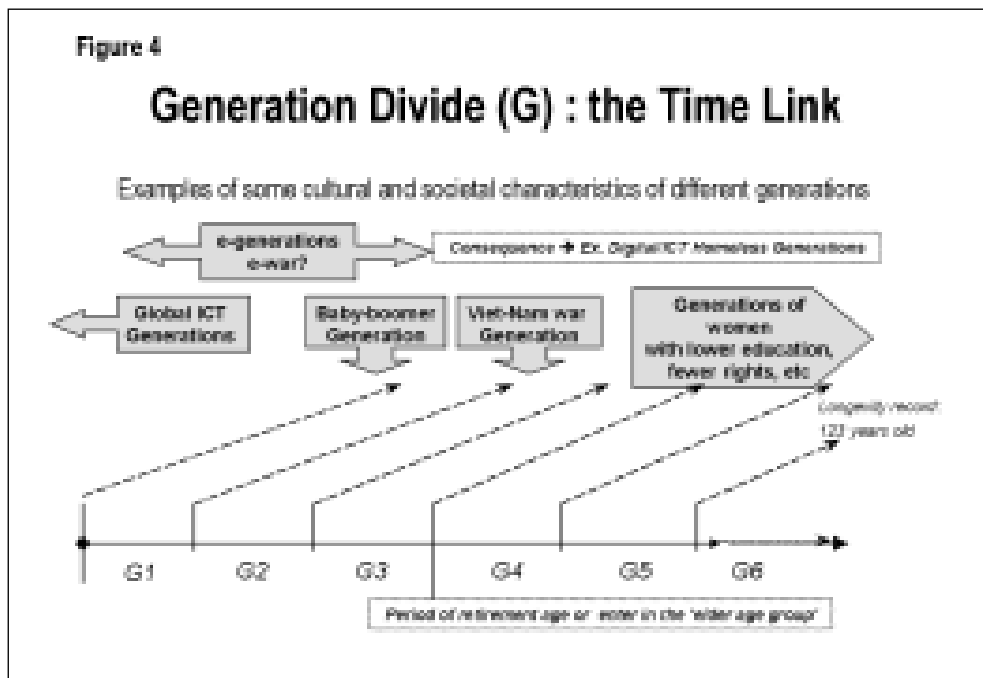 Figure 4
Generation Divide (G) : the Time Link
Examples of some cultural and societal characteristics of different generations
e-generations
e-war?
Consequence ➔ Ex. Digital/ICT Homeless Generations
Global ICT
Generations
Baby-boomer
Generation
Viet-Nam war
Generation
Generations of
women
with lower education,
fewer rights, etc
Longevity record:
years old
G1
G2
G3
G4
G5
G6
Period of retirement age or enter in the age group'